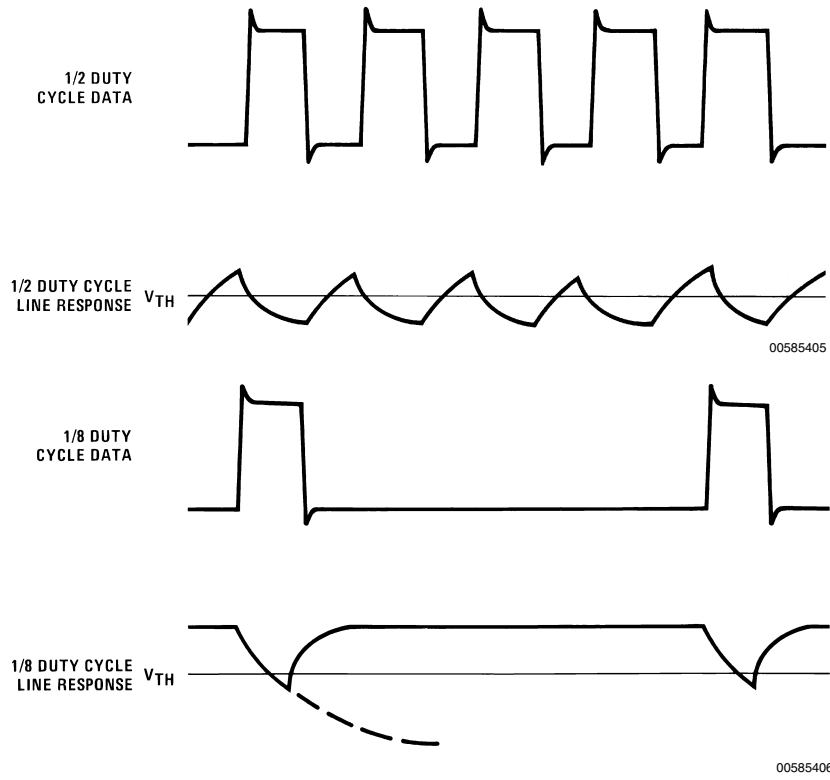 1/2 DUTY
CYCLE DATA
1/2 DUTY CYCLE
LINE RESPONSE
VTH
00585405
1/8 DUTY
CYCLE DATA
1/8 DUTY CYCLE
LINE RESPONSE
VTH
00585406